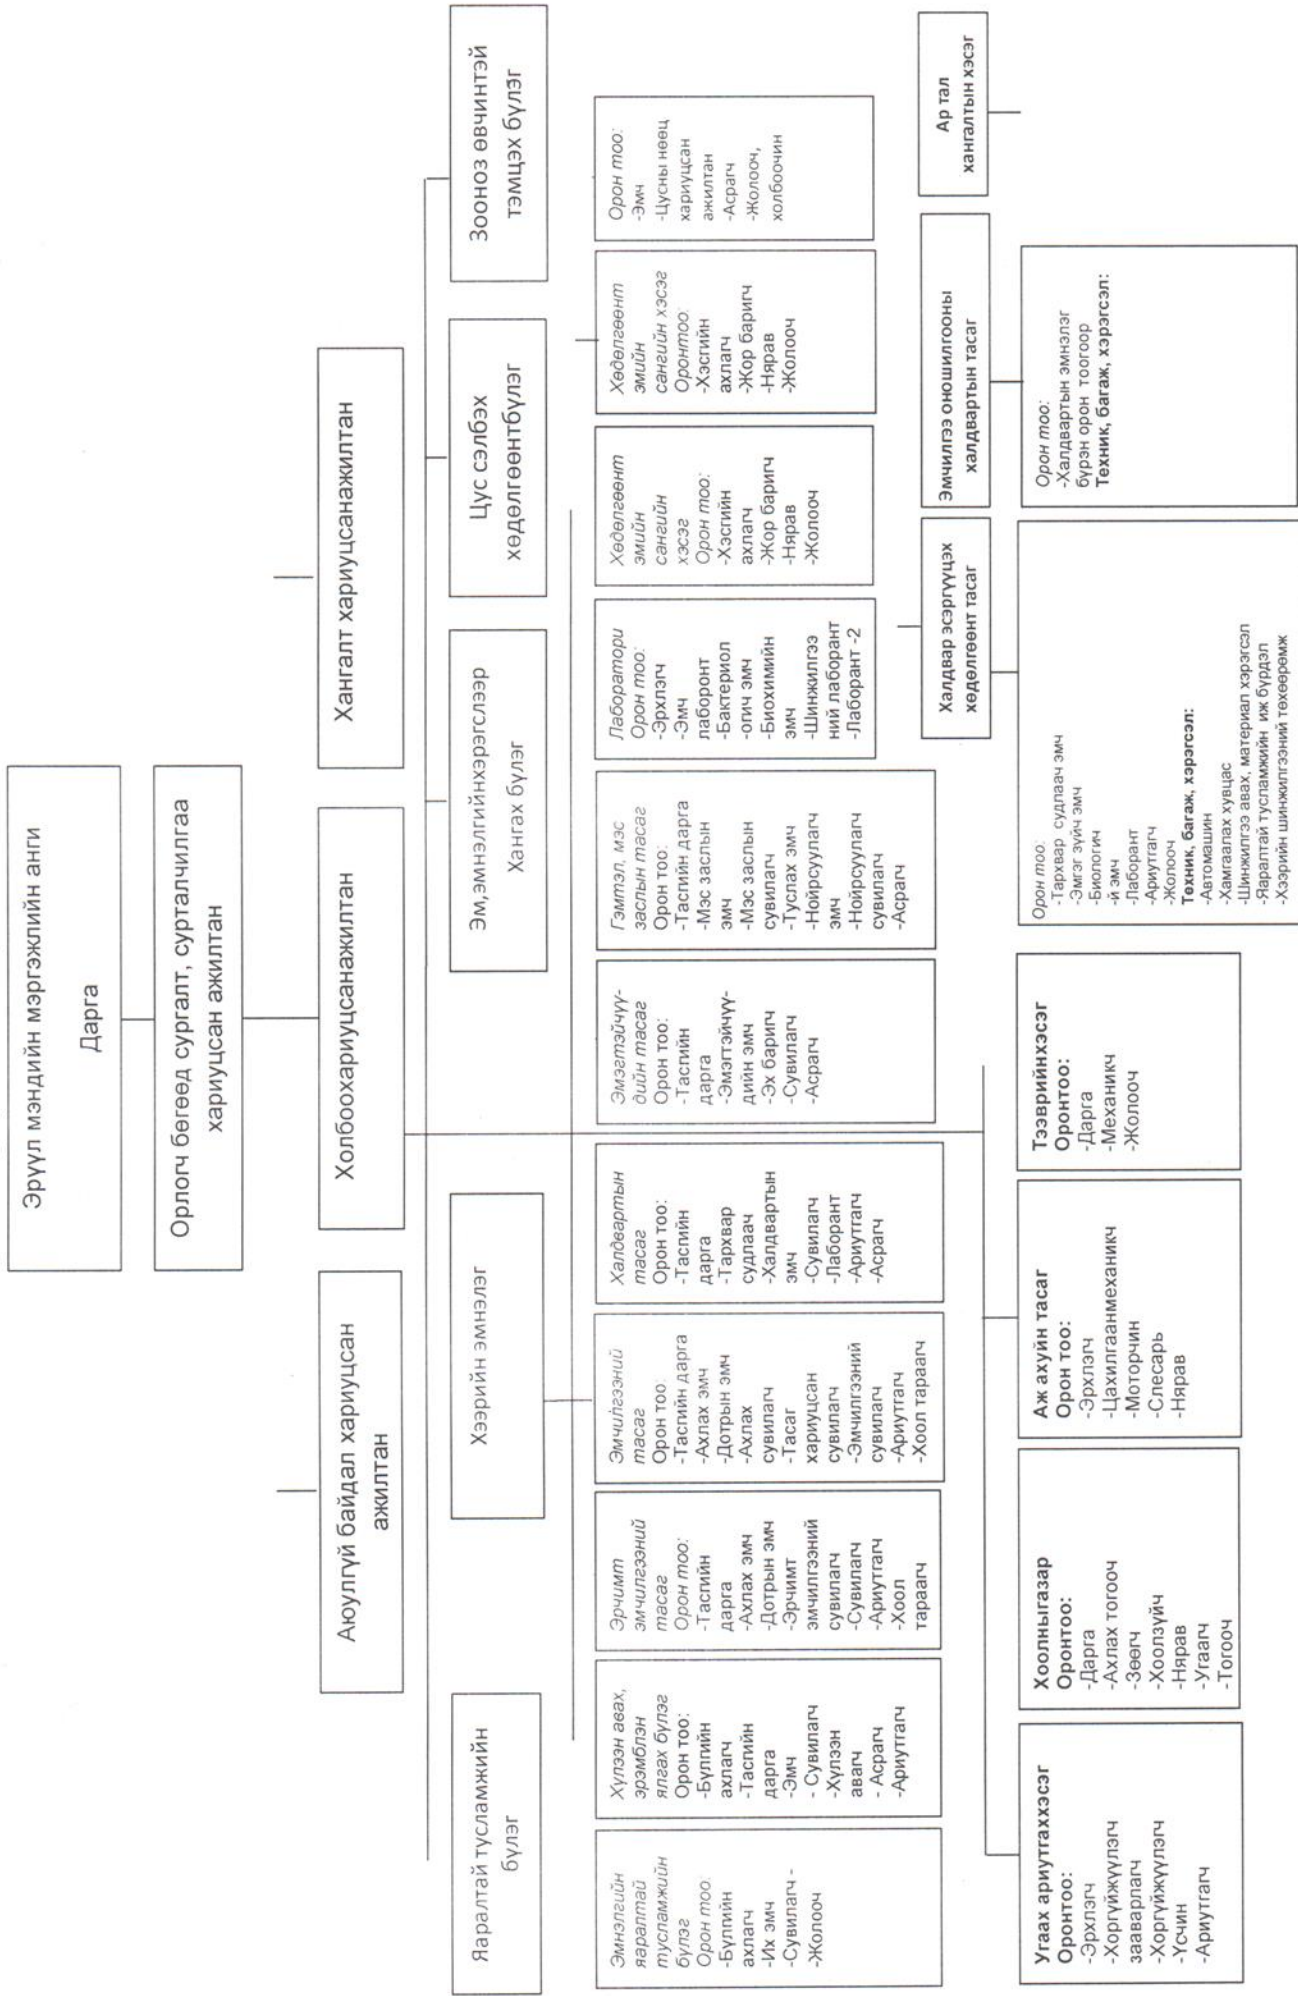 Эрүүл мэндийн мэргэжлийн анги
Дарга
Орлогч бөгөөд сургалт, сурталчилгаа
хариуцсан ажилтан
Аюулгүй байдал хариуцсан
ажилтан
Холбоохариуцсанажилтан
Хангалт хариуцсанажилтан
Яаралтай тусламжийн
бүлэг
Хээрийн эмнэлэг
Эм,эмнэлгийнхэрэгслээр
Хангах бүлэг
Цус сэлбэх
хөдөлгөөнтбүлэг
Зооноз өвчинтэй
тэмцэх бүлэг
Эмнэлгийн
яаралтай
тусламжийн
бүлэг
Орон тоо:
-Бүлгийн
ахлагч
-Их эмч
-Сувилагч -
-Жолооч
Хүлээн авах,
эрэмблэн
ялгах бүлэг
Орон тоо:
-Бүлгийн
ахлагч
-Тасгийн
дарга
-Эмч
- Сувилагч
-Хүлээн
авагч
- Асрагч
-Ариутгагч
Эрчимт
эмчилгээний
тасаг
Орон тоо:
-Тасгийн
дарга
-Ахлах эмч
-Дотрын эмч
-Эрчимт
эмчилгээний
сувилагч
-Сувилагч
-Ариутгагч
-Хоол
тараагч
Эмчилгээний
тасаг
Орон тоо:
-Тасгийн дарга
-Ахлах эмч
-Дотрын эмч
-Ахлах
сувилагч
-Тасаг
хариуцсан
сувилагч
-Эмчилгээний
сувилагч
-Ариутгагч
-Хоол тараагч
Халдвартын
тасаг
Орон тоо:
-Тасгийн
дарга
-Тархвар
судлаач
-Халдвартын
эмч
-Сувилагч
-Лаборант
-Ариутгагч
-Асрагч
Эмэгтэйчүү-
дийн тасаг
Орон тоо:
-Тасгийн
дарга
-Эмэгтэйчүү-
дийн эмч
-Эх баригч
-Сувилагч
-Асрагч
Гэмтэл, мэс
заслын тасаг
Орон тоо:
-Тасгийн дарга
-Мэс заслын
эмч
-Мэс заслын
сувилагч
-Туслах эмч
-Нойрсуулагч
эмч
-Нойрсуулагч
сувилагч
-Асрагч
Лаборатори
Орон тоо:
-Эрхлэгч
-Эмч
лаборонт
-Бактериол
-огич эмч
-Биохимийн
эмч
-Шинжилгээ
ний лаборант
-Лаборант -2
Хөдөлгөөнт
эмийн
сангийн
хэсэг
Орон тоо:
-Хэсгийн
ахлагч
-Жор баригч
-Нярав
-Жолооч
Хөдөлгөөнт
эмийн
сангийн хэсэг
Оронтоо:
-Хэсгийн
ахлагч
-Жор баригч
-Нярав
-Жолооч
Орон тоо:
-Эмч
-Цусны нөөц
хариуцсан
ажилтан
-Асрагч
-Жолооч,
холбоочин
Халдвар эсэргүүцэх
хөдөлгөөнт тасаг
Эмчилгээ оношилгооны
халдвартын тасаг
Ар тал
хангалтын хэсэг
Угаах ариутгаххэсэг
Оронтоо:
-Эрхлэгч
-Хоргүйжүүлэгч
зааварлагч
-Хоргүйжүүлэгч
-Үсчин
-Ариутгагч
Хоолныгазар
Оронтоо:
-Дарга
-Ахлах тогооч
-Зөөгч
-Хоолзүйч
-Нярав
-Угаагч
-Тогооч
Аж ахуйн тасаг
Орон тоо:
-Эрхлэгч
-Цахилгаанмеханикч
-Моторчин
-Слесарь
-Нярав
Тээврийнхэсэг
Оронтоо:
-Дарга
-Механикч
-Жолооч
Орон тоо:
-Тархвар судлаач эмч
-Эмгэг зүйч эмч
-Биологич
-й эмч
-Лаборант
-Ариутгагч
-Жолооч
Техник, багаж, хэрэгсэл:
-Автомашин
-Хамгаалах хувцас
-Шинжилгээ авах, материал хэрэгсэл
-Яаралтай тусламжийн иж бүрдэл
-Хээрийн шинжилгээний төхөөрөмж
Орон тоо:
-Халдвартын эмнэлэг
бүрэн орон тоогоор
Техник, багаж, хэрэгсэл: